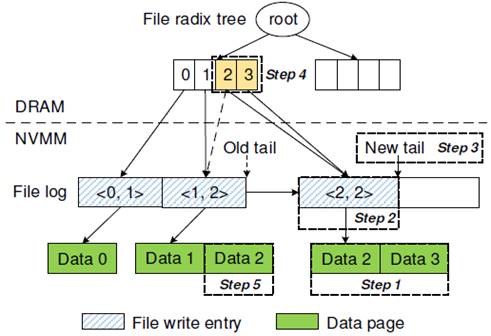 File radix tree root
0 1 2 3 Step 4
DRAM
NVMM
Old tail New tail Step 3
File log <0, 1> <1, 2> <2, 2>
Step 2
Data 0 Data 1 Data 2 Data 2 Data 3
Step 5 Step 1
File write entry Data page